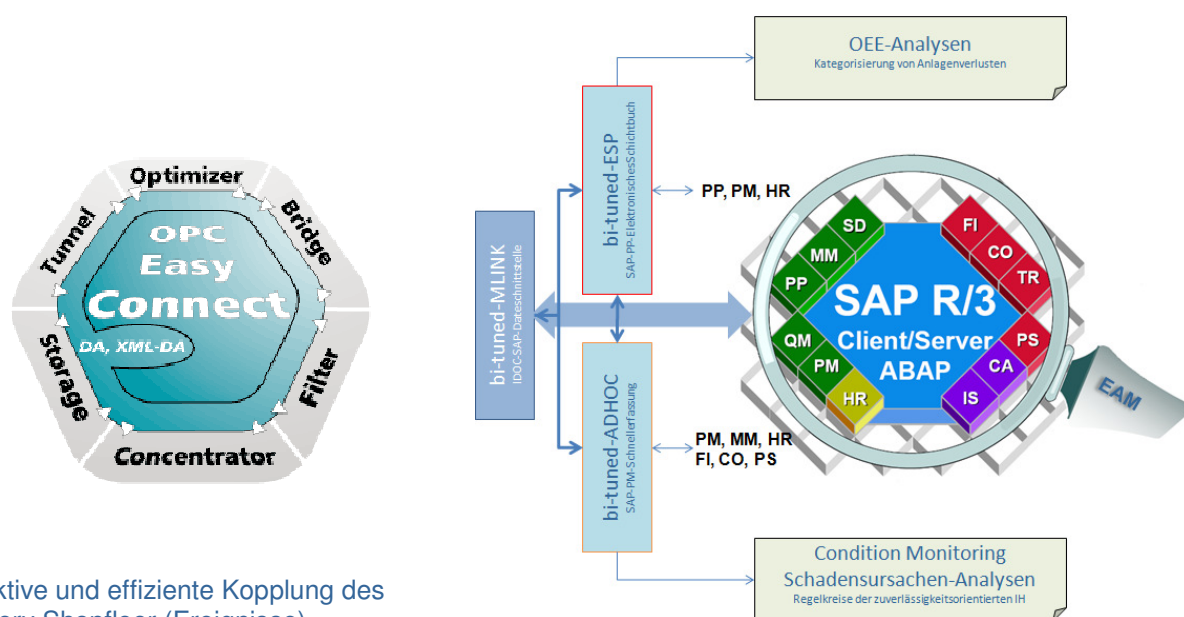 Optimizer
Tunnel
Bridge
OPC
Easy
Connect
DA, XML-DA
Storage
Filter
Concentrator
ktive und effiziente Kopplung des
OEE-Analysen
Kategorisierung von Anlagenverlusten
bi-tuned-ESP
SAP-PP-ElektronischesSchichtbuch
PP, PM, HR
bi-tuned-MLINK
IDOC-SAP-Dateschnittstelle
bi-tuned-ADHOC
SAP-PM-Schnellerfassung
PM, MM, HR
FI, CO, PS
SD
MM
PP
FI
CO
TR
SAP R/3
Client/Server
ABAP
QM
PM
HR
PS
CA
IS
EAM
Condition Monitoring
Schadensursachen-Analysen
Regelkreise der zuverlässigkeitsorientierten IH